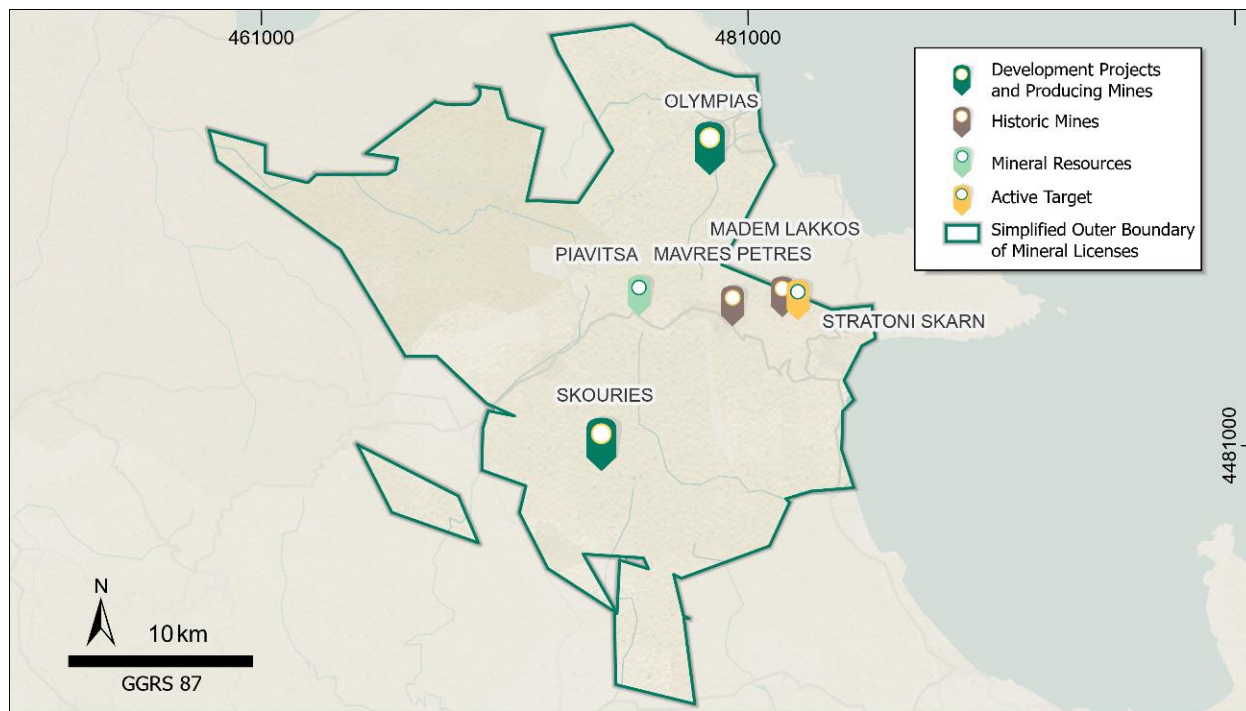 461000
481000
Development Projects
and Producing Mines
Historic Mines
Mineral Resources
Active Target
Simplified Outer Boundary
of Mineral Licenses
OLYMPIAS
MADEM LAKKOS
PIAVITSA
MAVRES PETRES
STRATONI SKARN
SKOURIES
4481000
N
10 km
GGRS 87